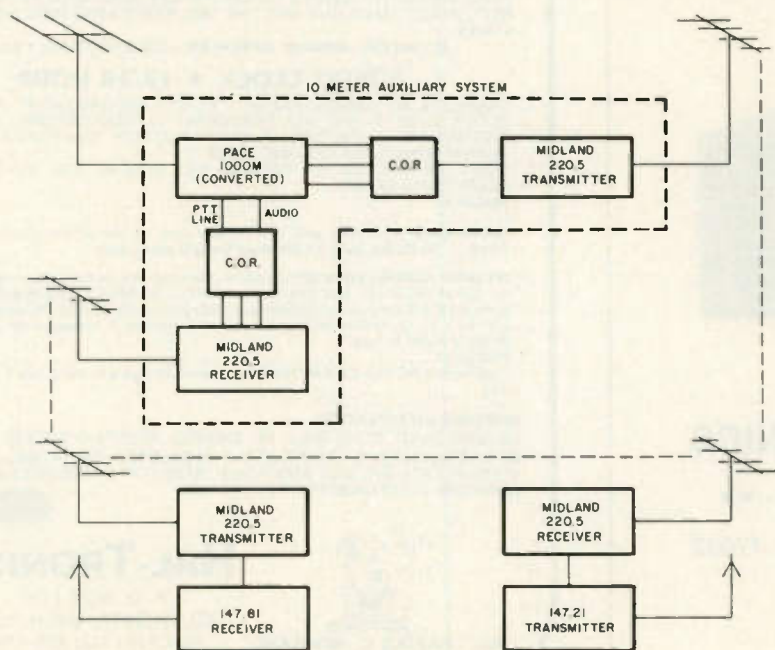 10 METER AUXILIARY SYSTEM
PACE
1000M
(CONVERTED)
C.O.R
MIDLAND
220.5
TRANSMITTER
PTT
LINE
AUDIO
C.O.R.
MIDLAND
220.5
RECEIVER
MIDLAND
220.5
TRANSMITTER
MIDLAND
220.5
RECEIVER
147.81
RECEIVER
147.21
TRANSMITTER